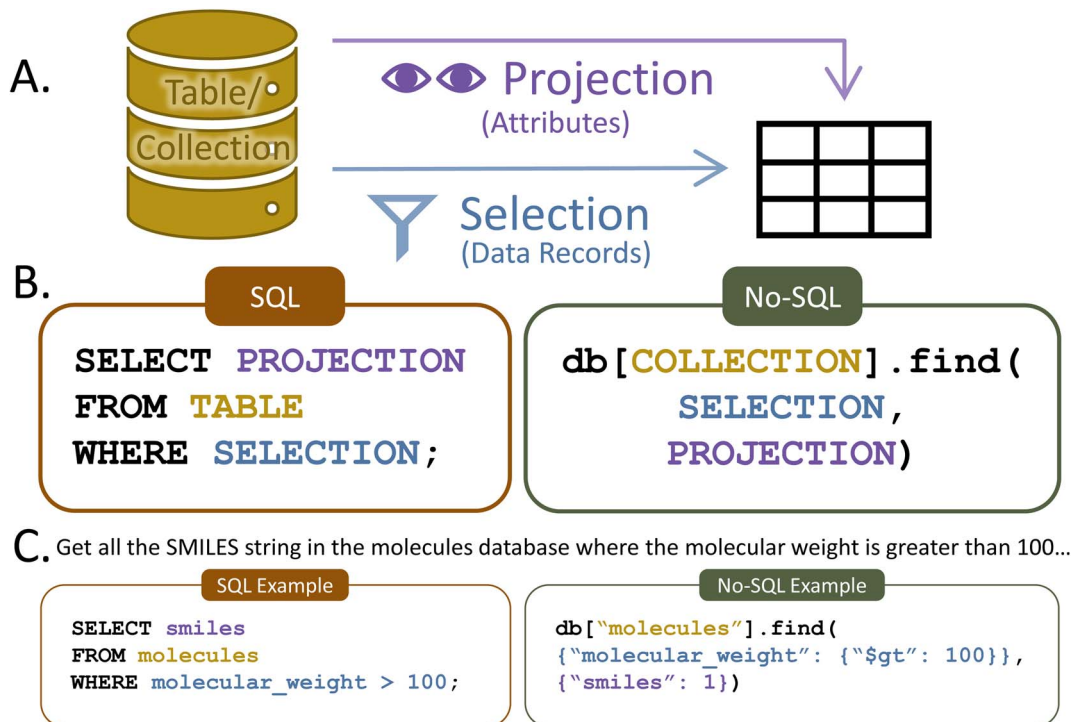 A.
Table/
Collection
Projection
(Attributes)
Selection
(Data Records)
B.
SQL
SELECT PROJECTION
FROM TABLE
WHERE SELECTION;
No-SQL
db[COLLECTION].find(
SELECTION,
PROJECTION)
C. Get all the SMILES string in the molecules database where the molecular weight is greater than 100…
SQL Example
SELECT smiles
FROM molecules
WHERE molecular_weight > 100;
No-SQL Example
db[“molecules”].find(
{“molecular_weight”: {“$gt”: 100}},
{“smiles”: 1})